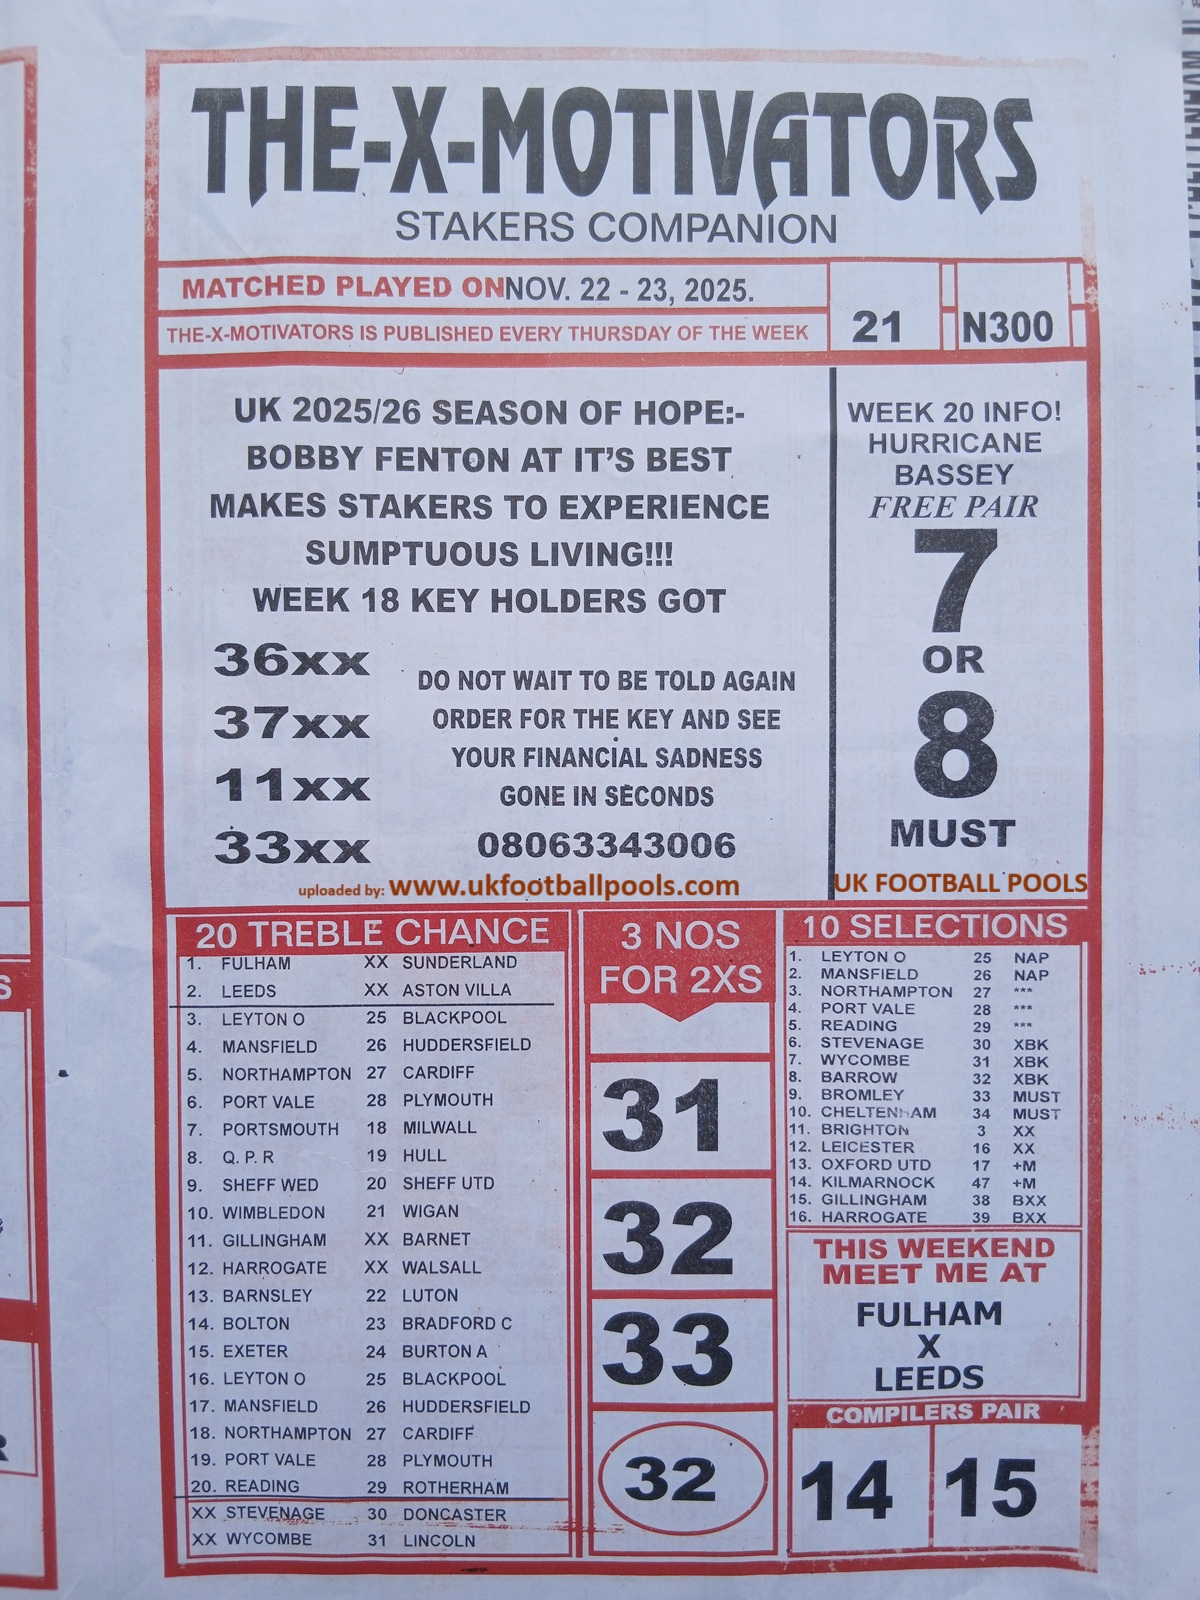 THE-X-MOTIVATORS
STAKERS COMPANION
MATCHED PLAYED ON NOV. 22 - 23, 2025.
THE-X-MOTIVATORS IS PUBLISHED EVERY THURSDAY OF THE WEEK
21
N300
UK 2025/26 SEASON OF HOPE:-
BOBBY FENTON AT IT'S BEST
MAKES STAKERS TO EXPERIENCE
SUMPTUOUS LIVING!!!
WEEK 18 KEY HOLDERS GOT
36xx
37xx
11xx
33xx
DO NOT WAIT TO BE TOLD AGAIN
ORDER FOR THE KEY AND SEE
YOUR FINANCIAL SADNESS
GONE IN SECONDS
08063343006
uploaded by: www.ukfootballpools.com
WEEK 20 INFO!
HURRICANE
BASSEY
FREE PAIR
7
OR
8
MUST
UK FOOTBALL POOLS
20 TREBLE CHANCE
1. FULHAM XX SUNDERLAND
2. LEEDS XX ASTON VILLA
3. LEYTON O 25 BLACKPOOL
4. MANSFIELD 26 HUDDERSFIELD
5. NORTHAMPTON 27 CARDIFF
6. PORT VALE 28 PLYMOUTH
7. PORTSMOUTH 18 MILWALL
8. Q. P. R 19 HULL
9. SHEFF WED 20 SHEFF UTD
10. WIMBLEDON 21 WIGAN
11. GILLINGHAM XX BARNET
12. HARROGATE XX WALSALL
13. BARNSLEY 22 LUTON
14. BOLTON 23 BRADFORD C
15. EXETER 24 BURTON A
16. LEYTON O 25 BLACKPOOL
17. MANSFIELD 26 HUDDERSFIELD
18. NORTHAMPTON 27 CARDIFF
19. PORT VALE 28 PLYMOUTH
20. READING 29 ROTHERHAM
XX STEVENAGE 30 DONCASTER
XX WYCOMBE 31 LINCOLN
3 NOS
FOR 2XS
31
32
33
32
10 SELECTIONS
1. LEYTON O 25 NAP
2. MANSFIELD 26 NAP
3. NORTHAMPTON 27 ***
4. PORT VALE 28 ***
5. READING 29 ***
6. STEVENAGE 30 XBK
7. WYCOMBE 31 XBK
8. BARROW 32 XBK
9. BROMLEY 33 MUST
10. CHELTENHAM 34 MUST
11. BRIGHTON 3 XX
12. LEICESTER 16 XX
13. OXFORD UTD 17 +M
14. KILMARNOCK 47 +M
15. GILLINGHAM 38 BXX
16. HARROGATE 39 BXX
THIS WEEKEND
MEET ME AT
FULHAM
X
LEEDS
COMPILERS PAIR
14 15